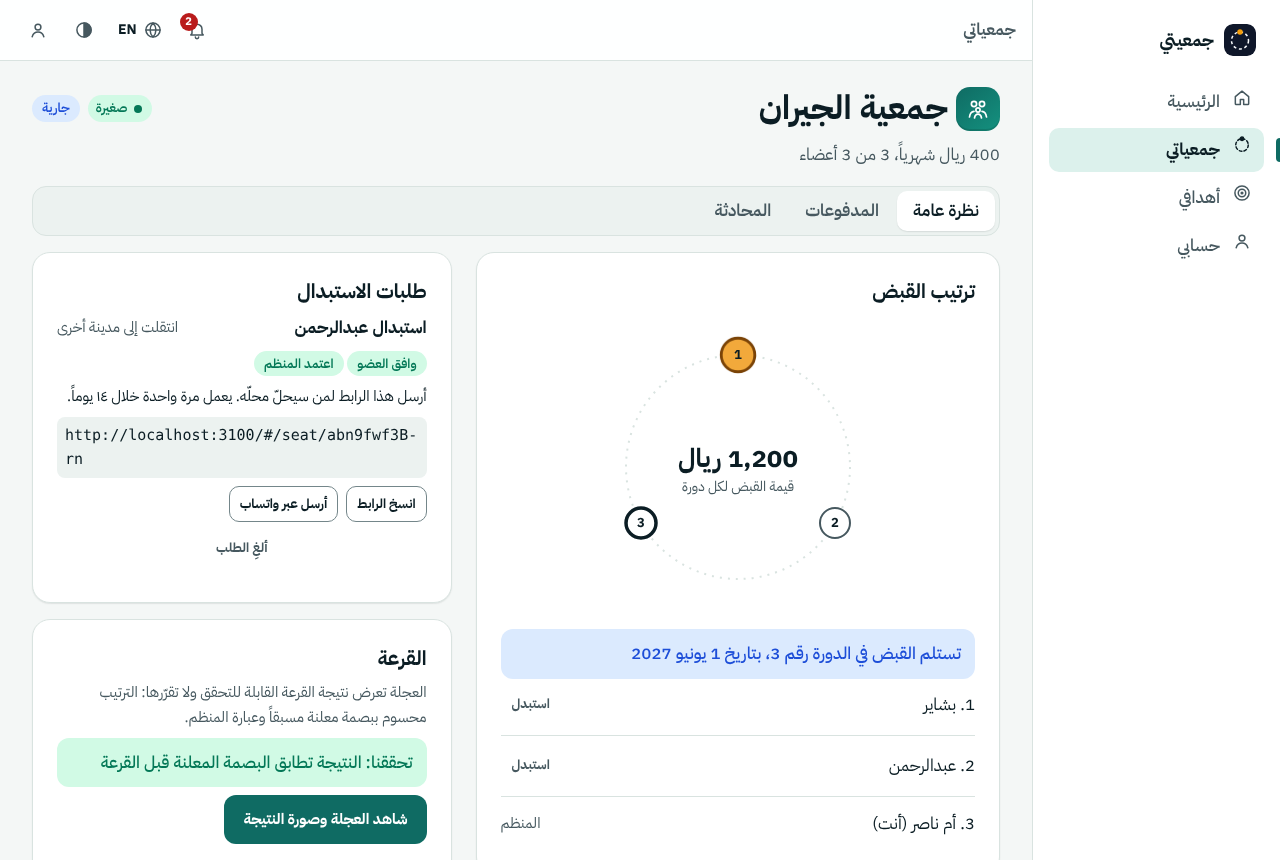 جمعيتي
الرئيسية
جمعياتي
أهدافي
حسابي
جمعياتي
2
EN
جمعية الجيران
صغيرة
جارية
400 ريال شهرياً، 3 من 3 أعضاء
نظرة عامة
المدفوعات
المحادثة
ترتيب القبض
1
1,200 ريال
قيمة القبض لكل دورة
2
3
تستلم القبض في الدورة رقم 3، بتاريخ 1 يونيو 2027
1. بشاير
استبدل
2. عبدالرحمن
استبدل
3. أم ناصر (أنت)
المنظم
طلبات الاستبدال
استبدال عبدالرحمن
انتقلت إلى مدينة أخرى
وافق العضو
اعتمد المنظم
أرسل هذا الرابط لمن سيحلّ محلّه. يعمل مرة واحدة خلال ١٤ يوماً.
http://localhost:3100/#/seat/abn9fwf3B-
rn
انسخ الرابط
أرسل عبر واتساب
ألغِ الطلب
القرعة
العجلة تعرض نتيجة القرعة القابلة للتحقق ولا تقرّرها: الترتيب
محسوم ببصمة معلنة مسبقاً وعبارة المنظم.
تحققنا: النتيجة تطابق البصمة المعلنة قبل القرعة
شاهد العجلة وصورة النتيجة